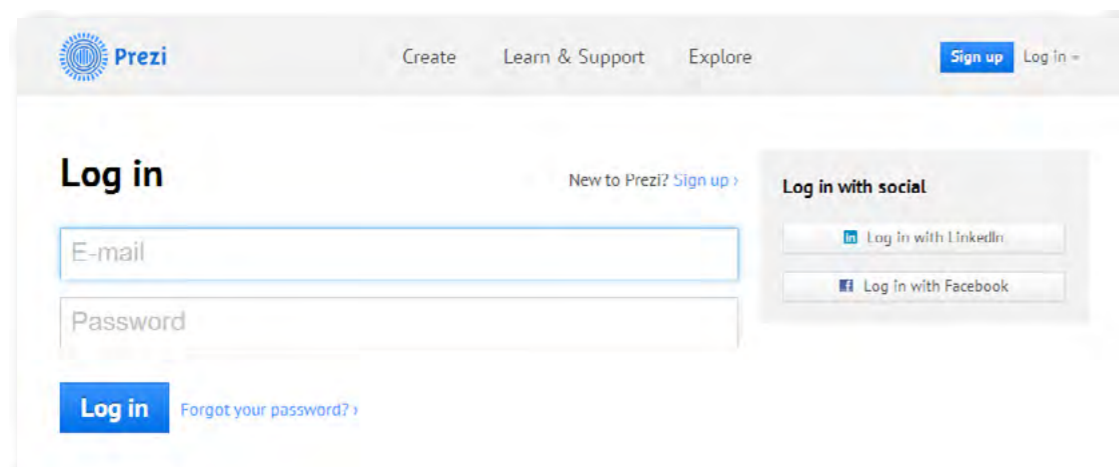 Prezi
Create Learn & Support Explore
Sign up Log in
Log in
New to Prezi? Sign up ›
E-mail
Password
Log in Forgot your password? ›
Log in with social
Log in with LinkedIn
Log in with Facebook